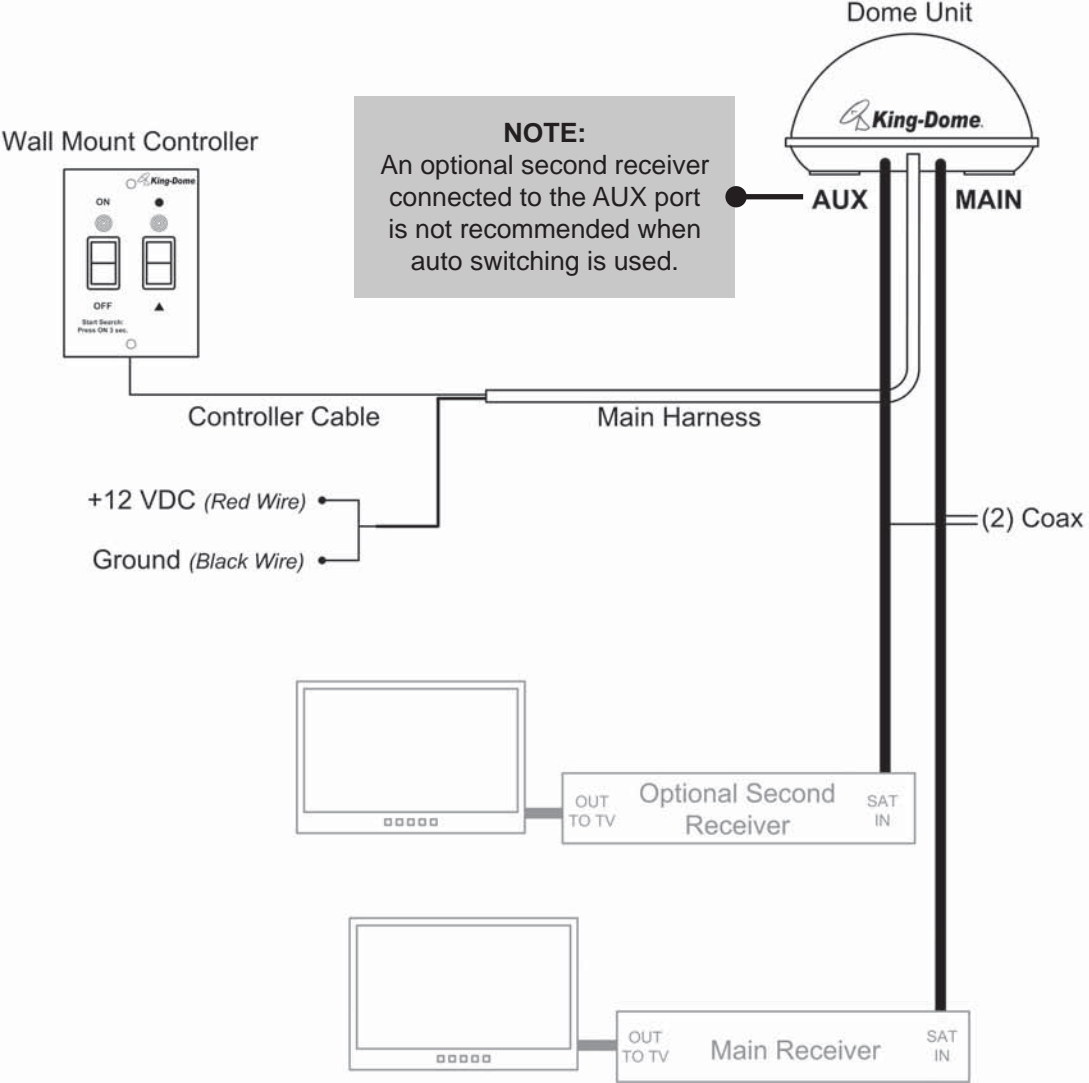 Dome Unit
King-Dome.
NOTE:
An optional second receiver
connected to the AUX port
is not recommended when
auto switching is used.
AUX
MAIN
Wall Mount Controller
King-Dome
ON
OFF
Start Search:
Press ON 3 sec.
Controller Cable
Main Harness
+12 VDC (Red Wire)
(2) Coax
Ground (Black Wire)
OUT
TO TV
Optional Second
Receiver
SAT
IN
OUT
TO TV
Main Receiver
SAT
IN